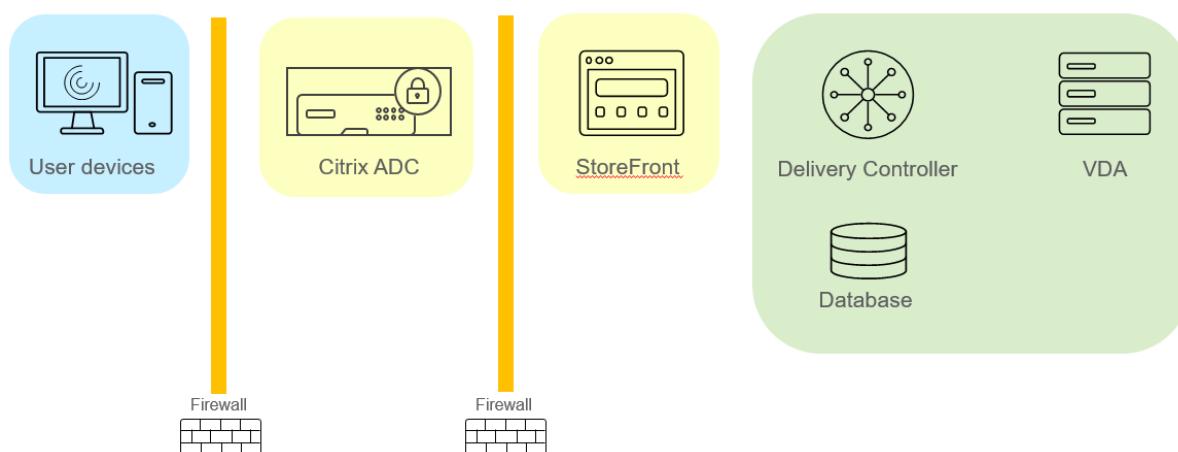 User devices
Citrix ADC
StoreFront
Delivery Controller
VDA
Database
Firewall
Firewall